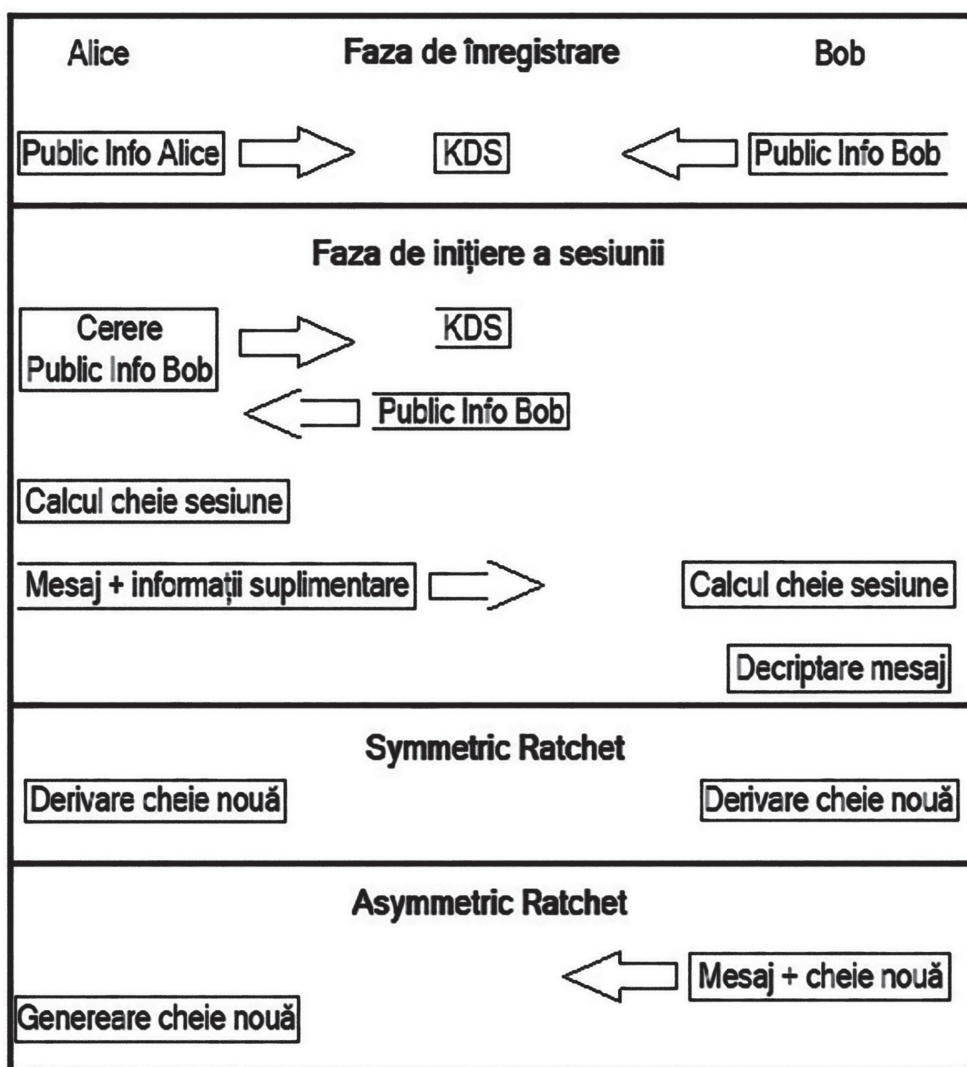 Alice Faza de înregistrare Bob
Public Info Alice KDS Public Info Bob
Faza de inițiere a sesiunii
Cerere
Public Info Bob
KDS
Public Info Bob
Calcul cheie sesiune
Mesaj + informații suplimentare Calcul cheie sesiune
Decriptare mesaj
Symmetric Ratchet
Derivare cheie nouă Derivare cheie nouă
Asymmetric Ratchet
Mesaj + cheie nouă
Genereare cheie nouă